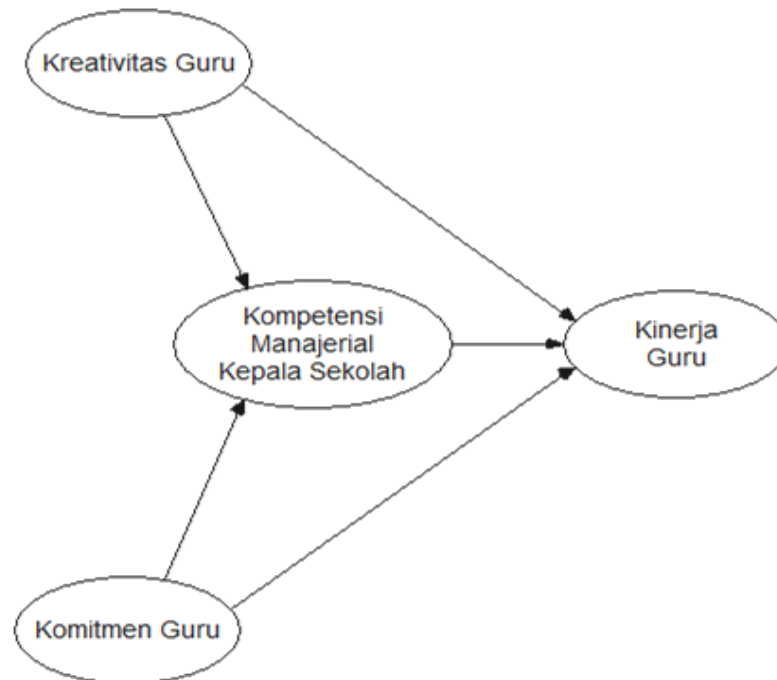 Kreativitas Guru
Kompetensi
Manajerial
Kepala Sekolah
Kinerja
Guru
Komitmen Guru